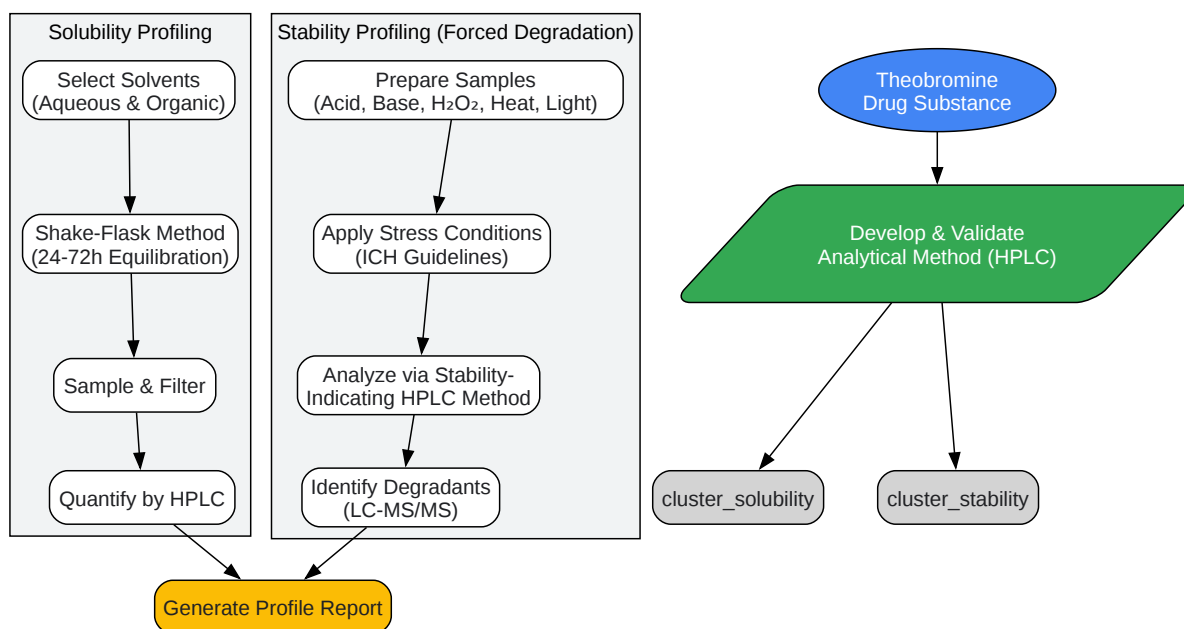 Solubility Profiling
Select Solvents
(Aqueous & Organic)
Shake-Flask Method
(24-72h Equilibration)
Sample & Filter
Quantify by HPLC
Stability Profiling (Forced Degradation)
Prepare Samples
(Acid, Base, H₂O₂, Heat, Light)
Apply Stress Conditions
(ICH Guidelines)
Analyze via Stability-
Indicating HPLC Method
Identify Degradants
(LC-MS/MS)
Generate Profile Report
Theobromine
Drug Substance
Develop & Validate
Analytical Method (HPLC)
cluster_solubility
cluster_stability